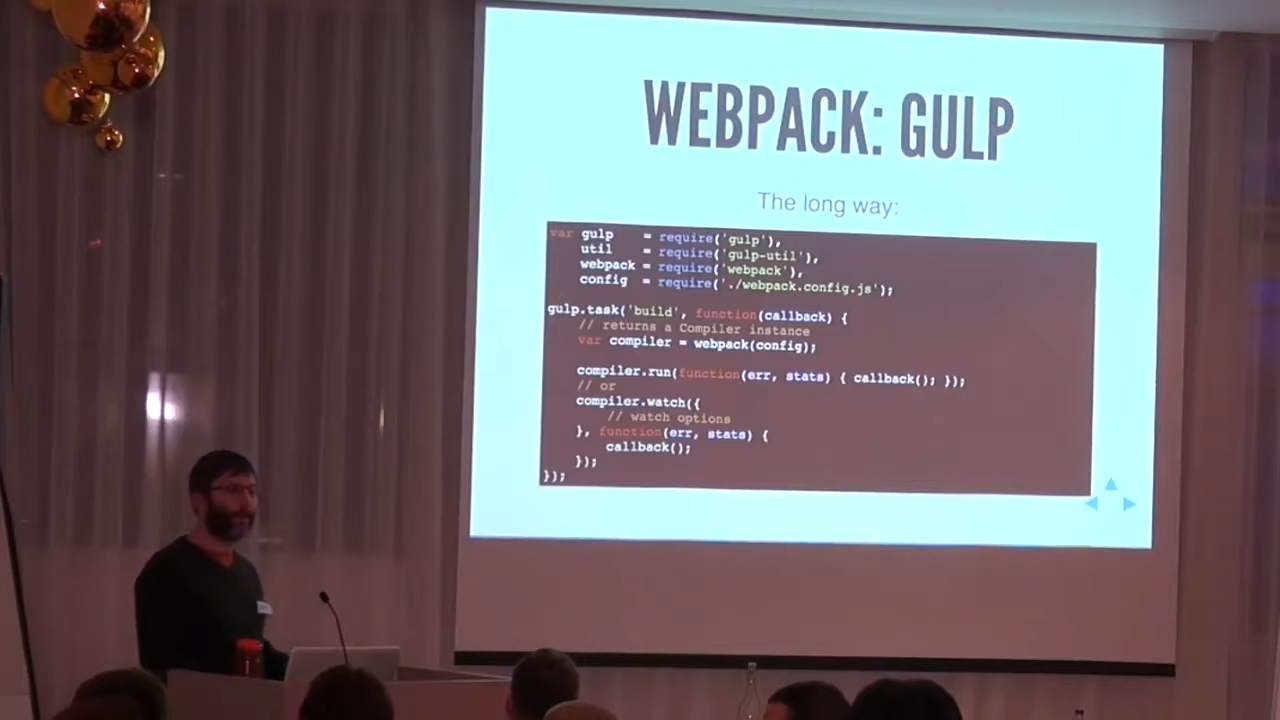 WEBPACK: GULP
The long way:
var gulp    = require('gulp'),
    util    = require('gulp-util'),
    webpack = require('webpack'),
    config  = require('./webpack.config.js');
gulp.task('build', function(callback) {
    // returns a Compiler instance
    var compiler = webpack(config);
    compiler.run(function(err, stats) { callback(); });
    // or
    compiler.watch({
        // watch options
    }, function(err, stats) {
        callback();
    });
});